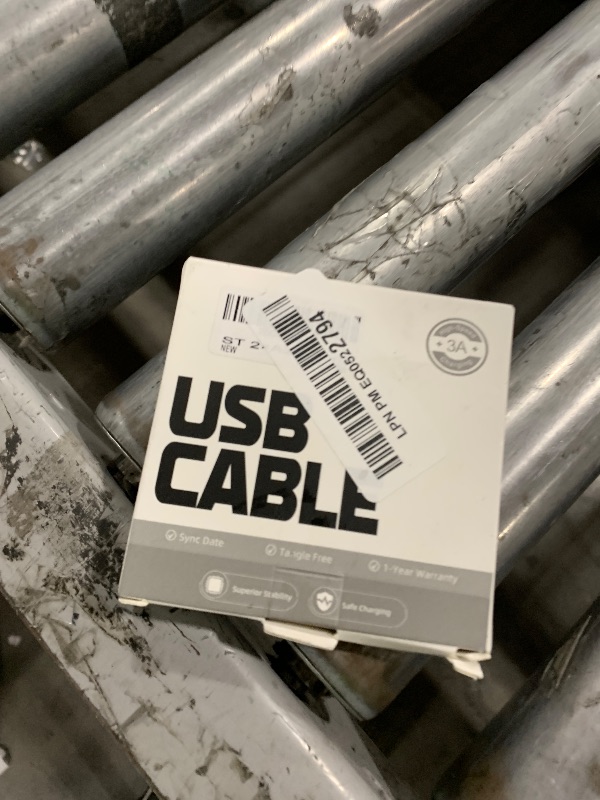 ST 2-
NEW
LPN PM EQ0522794
3A
USB
CABLE
Sync Date
Tangle Free
1-Year Warranty
Superior Stability
Safe Charging